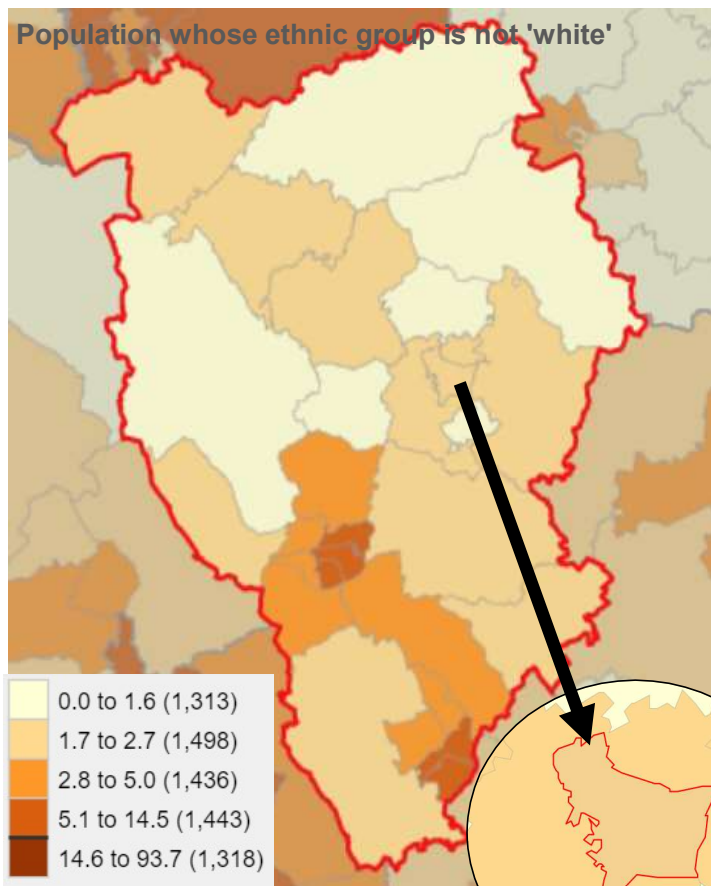 Population whose ethnic group is not 'white'
0.0 to 1.6 (1,313)
1.7 to 2.7 (1,498)
2.8 to 5.0 (1,436)
5.1 to 14.5 (1,443)
14.6 to 93.7 (1,318)